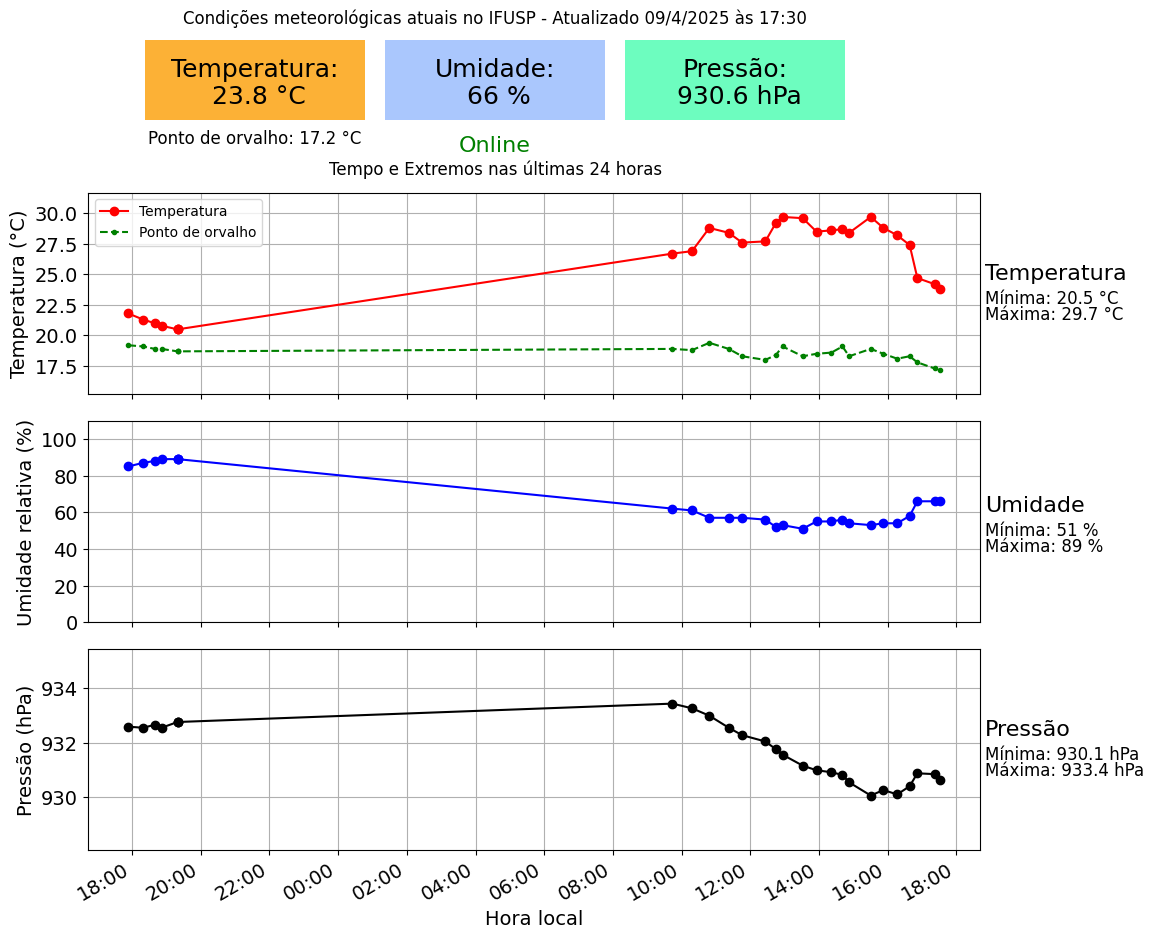 Condições meteorológicas atuais no IFUSP - Atualizado 09/4/2025 às 17:30
Temperatura:
23.8 °C
Umidade:
66 %
Pressão:
930.6 hPa
Ponto de orvalho: 17.2 °C
Online
Tempo e Extremos nas últimas 24 horas
Temperatura (°C)
30.0
27.5
25.0
22.5
20.0
17.5
Temperatura
Ponto de orvalho
Temperatura
Mínima: 20.5 °C
Máxima: 29.7 °C
Umidade relativa (%)
100
80
60
40
20
0
Umidade
Mínima: 51 %
Máxima: 89 %
Pressão (hPa)
934
932
930
Pressão
Mínima: 930.1 hPa
Máxima: 933.4 hPa
18:00 20:00 22:00 00:00 02:00 04:00 06:00 08:00 10:00 12:00 14:00 16:00 18:00
Hora local